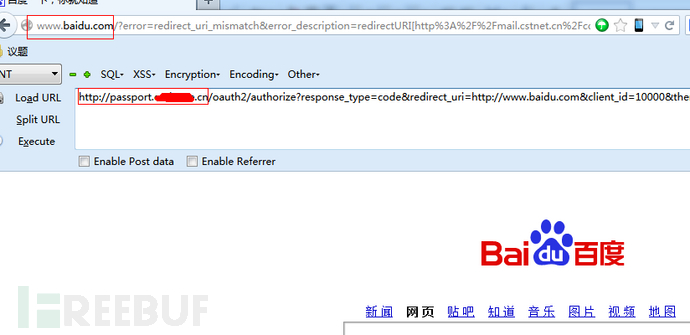 百度一下，你就知道
www.baidu.com/?error=redirect_uri_mismatch&error_description=redirectURI[http%3A%2F%2Fmail.cstnet.cn%2Fc
议题
NT SQL▾ XSS▾ Encryption▾ Encoding▾ Other▾
Load URL
http://passport. .cn/oauth2/authorize?response_type=code&redirect_uri=http://www.baidu.com&client_id=10000&the
Split URL
Execute
Enable Post data Enable Referrer
Bai du 百度
新闻 网页 贴吧 知道 音乐 图片 视频 地图
FREEBUF